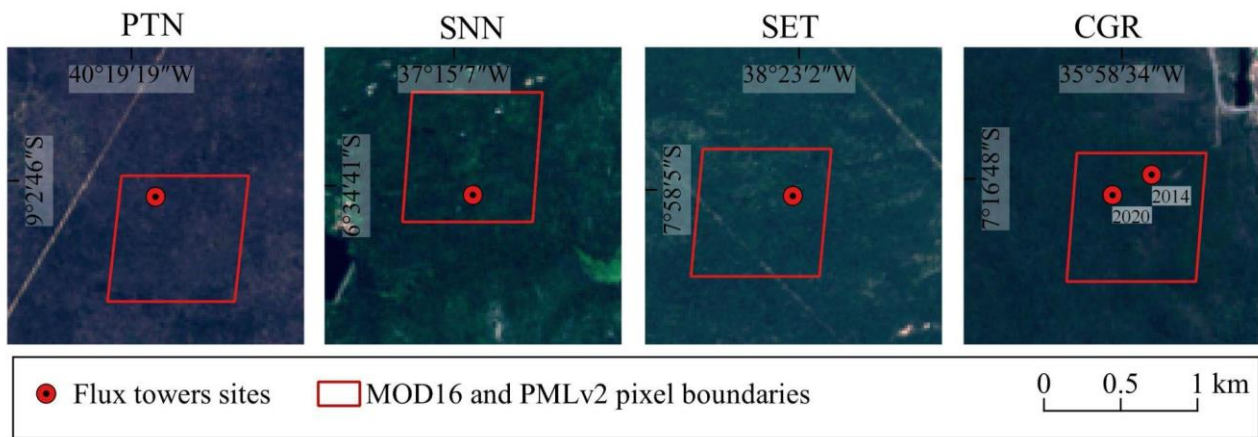 PTN
SNN
SET
CGR
40°19'19"W
37°15'7"W
38°23'2"W
35°58'34"W
9°2'46"S
6°34'41"S
7°58'5"S
7°16'48"S
2014
2020
Flux towers sites
MOD16 and PMLv2 pixel boundaries
0 0.5 1 km